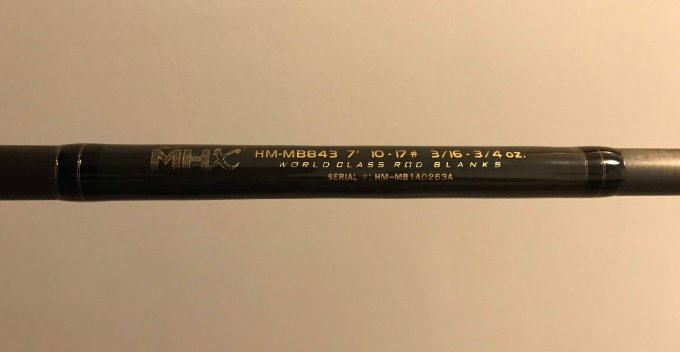 MHX HM-MB843 7' 10-17# 3/16-3/4 oz.
WORLD CLASS ROD BLANKS
SERIAL #: HM-MB1A0263A